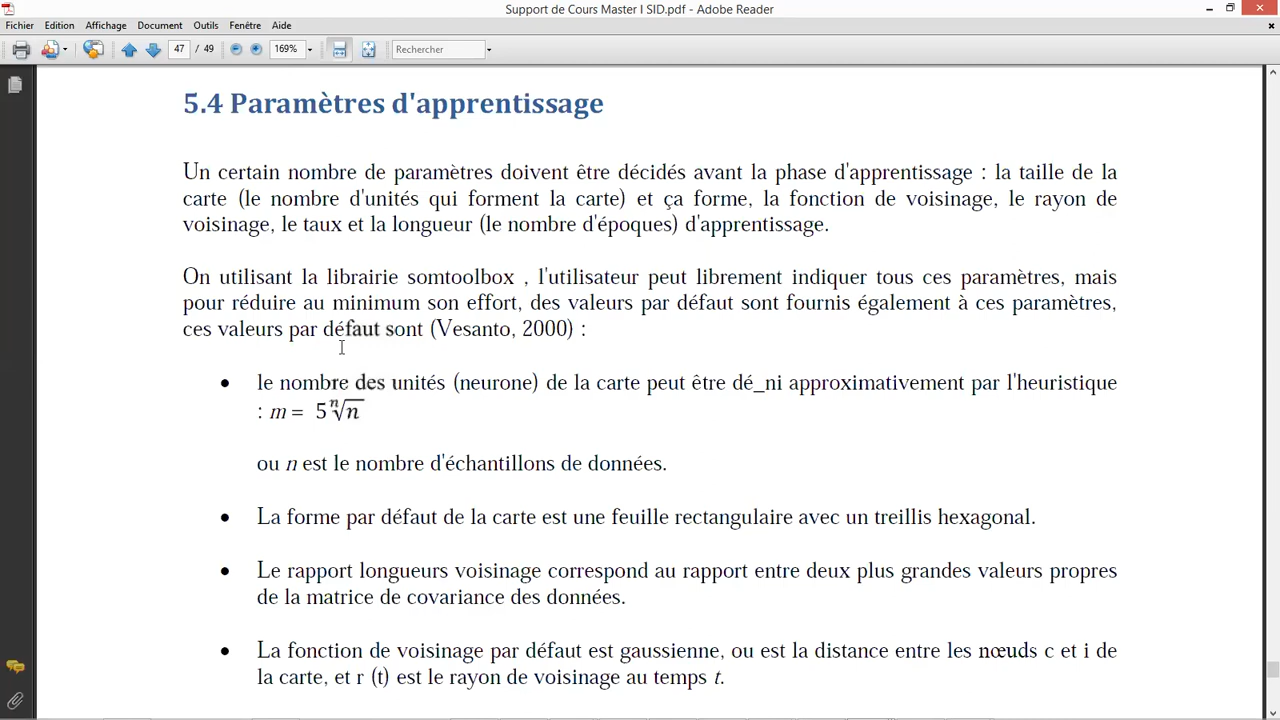 Support de Cours Master I SID.pdf - Adobe Reader
Fichier Edition Affichage Document Outils Fenêtre Aide
47 / 49 169% Rechercher
5.4 Paramètres d'apprentissage
Un certain nombre de paramètres doivent être décidés avant la phase d'apprentissage : la taille de la
carte (le nombre d'unités qui forment la carte) et ça forme, la fonction de voisinage, le rayon de
voisinage, le taux et la longueur (le nombre d'époques) d'apprentissage.
On utilisant la librairie somtoolbox , l'utilisateur peut librement indiquer tous ces paramètres, mais
pour réduire au minimum son effort, des valeurs par défaut sont fournis également à ces paramètres,
ces valeurs par défaut sont (Vesanto, 2000) :
• le nombre des unités (neurone) de la carte peut être dé_ni approximativement par l'heuristique
: m = 5ⁿ√n
ou n est le nombre d'échantillons de données.
• La forme par défaut de la carte est une feuille rectangulaire avec un treillis hexagonal.
• Le rapport longueurs voisinage correspond au rapport entre deux plus grandes valeurs propres
de la matrice de covariance des données.
• La fonction de voisinage par défaut est gaussienne, ou est la distance entre les nœuds c et i de
la carte, et r (t) est le rayon de voisinage au temps t.